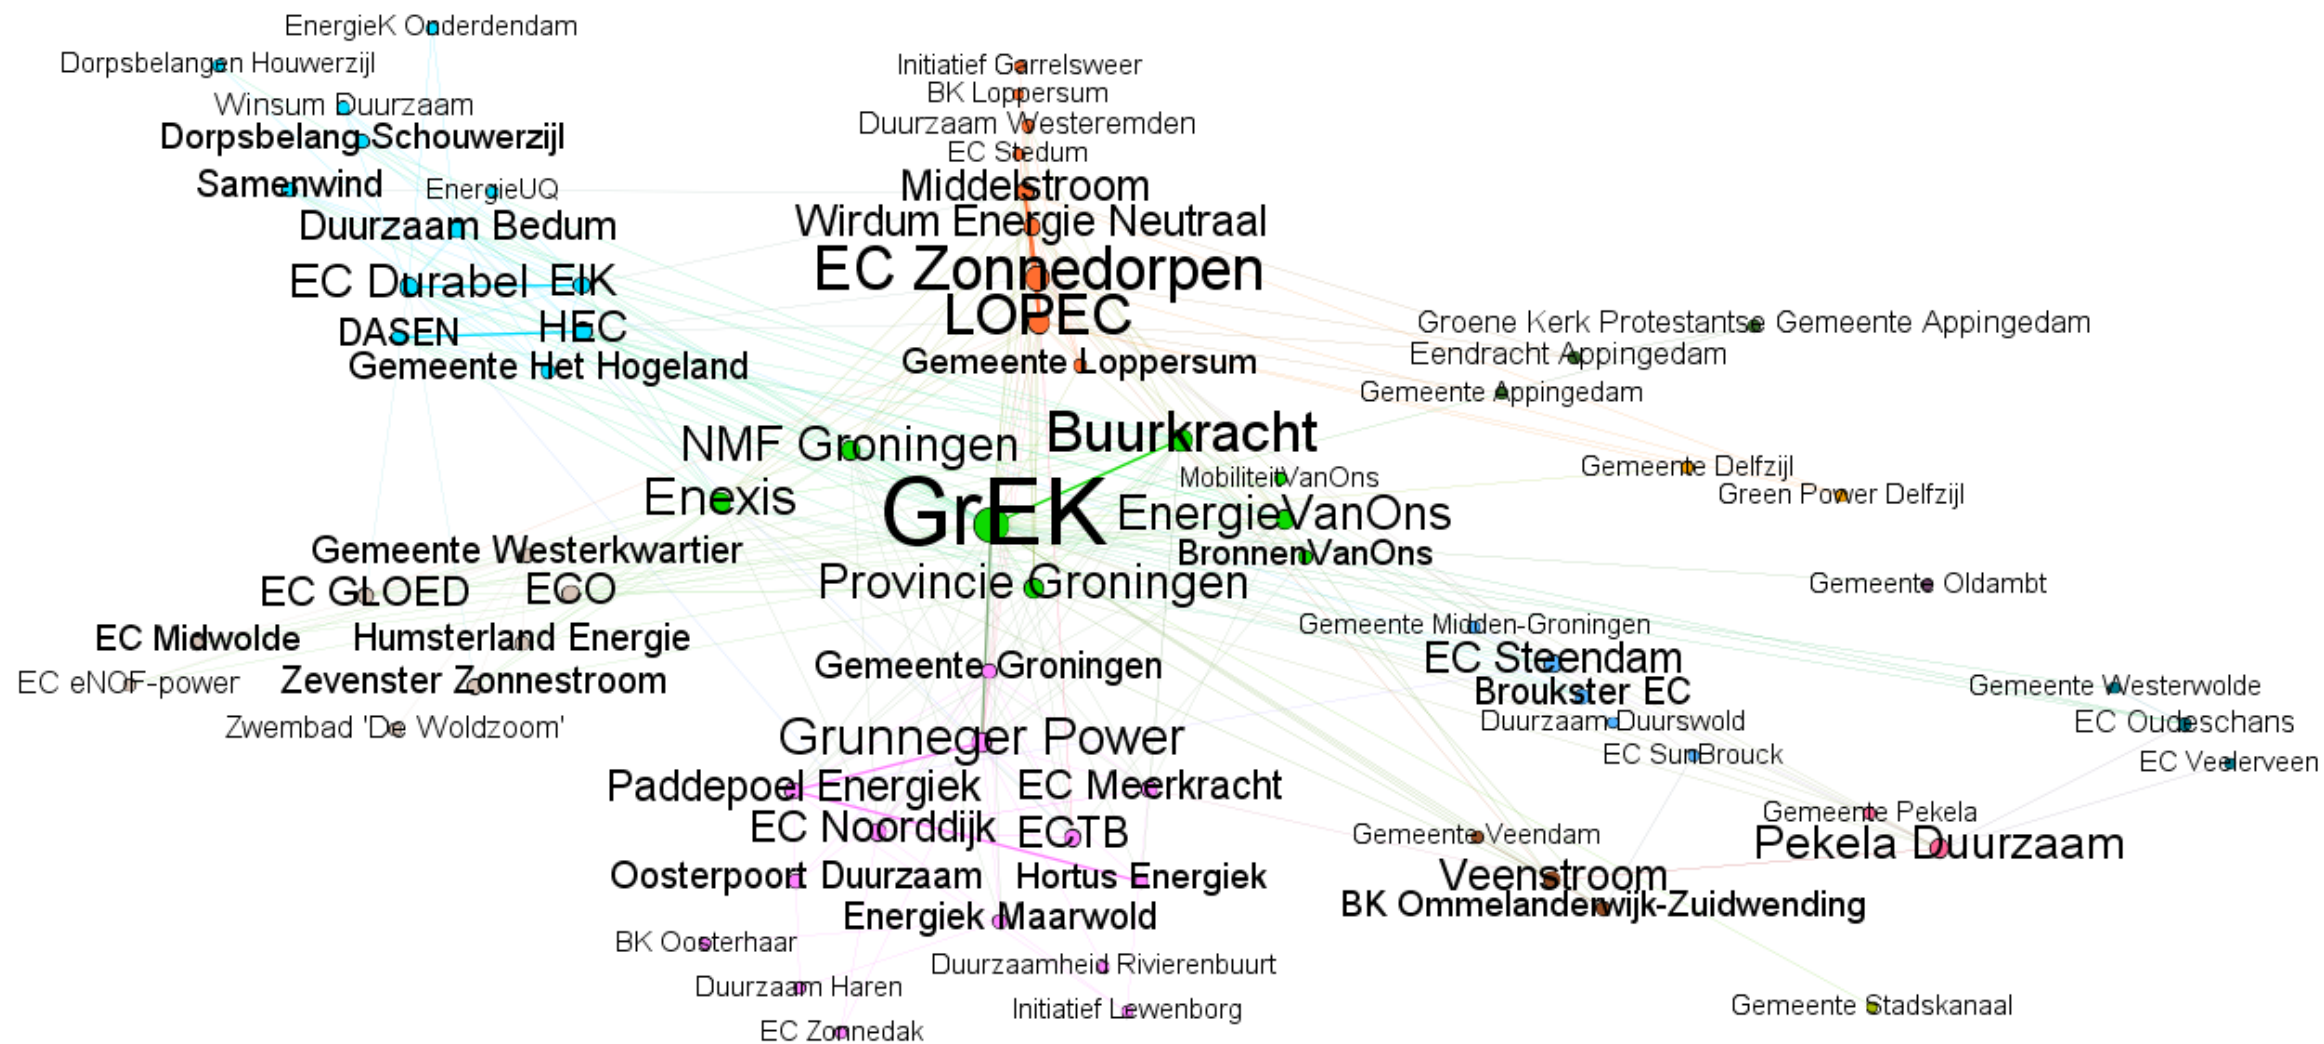 EnergieK Onderdendam
Dorpsbelangen Houwerzijl
Winsum Duurzaam
Dorpsbelang Schouwerzijl
Samenwind
EnergieUQ
Duurzaam Bedum
EC Durabel
EIK
DASEN
HEC
Gemeente Het Hogeland
Initiatief Garrelsweer
BK Loppersum
Duurzaam Westeremden
EC Stedum
Middelstroom
Wirdum Energie Neutraal
EC Zonnedorpen
LOPEC
Gemeente Loppersum
Groene Kerk Protestantse Gemeente Appingedam
Eendracht Appingedam
Gemeente Appingedam
Gemeente Delfzijl
Green Power Delfzijl
NMF Groningen
Buurkracht
MobiliteitVanOns
Enexis
GrEK
EnergieVanOns
BronnenVanOns
Provincie Groningen
Gemeente Westerkwartier
EC GLOED
ECO
EC Midwolde
Humsterland Energie
EC eNOF-power
Zevenster Zonnestroom
Zwembad 'De Woldzoom'
Gemeente Oldambt
Gemeente Midden-Groningen
EC Steendam
Broukster EC
Duurzaam Duurswold
EC SunBrouck
Gemeente Westerwolde
EC Oudeschans
EC Veelerveen
Gemeente Pekela
Pekela Duurzaam
Gemeente Veendam
Veenstroom
BK Ommelanderwijk-Zuidwending
Gemeente Stadskanaal
Gemeente Groningen
Grunneger Power
Paddepoel Energiek
EC Meerkracht
EC Noorddijk
ECTB
Oosterpoort Duurzaam
Hortus Energiek
Energiek Maarwold
BK Oosterhaar
Duurzaamheid Rivierenbuurt
Duurzaam Haren
Initiatief Lewenborg
EC Zonnedak